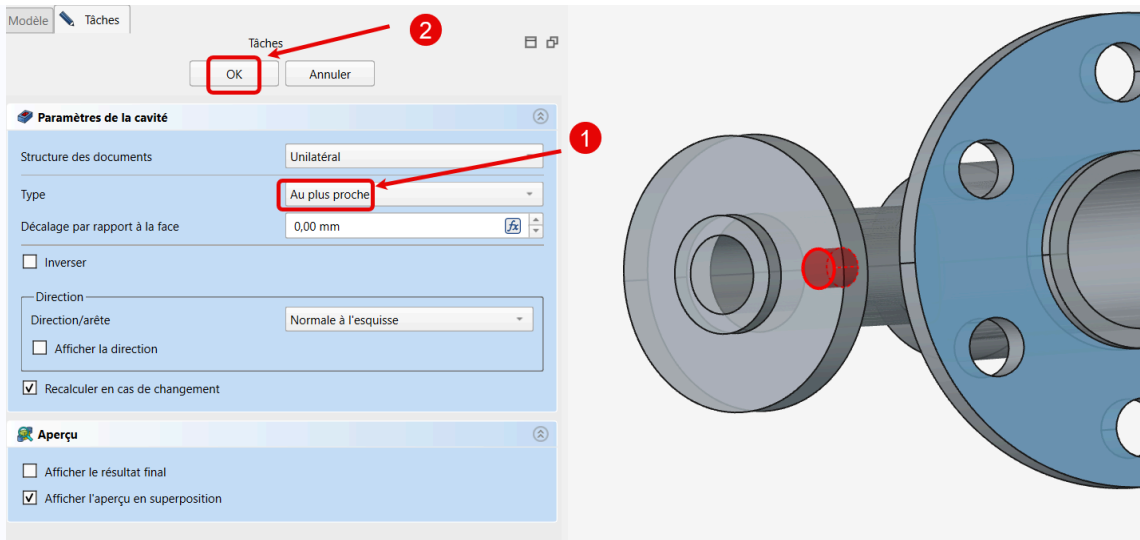 Modèle
Tâches
2
Tâches
OK
Annuler
Paramètres de la cavité
1
Structure des documents
Unilatéral
Type
Au plus proche
Décalage par rapport à la face
0,00 mm
fx
Inverser
Direction
Direction/arête
Normale à l'esquisse
Afficher la direction
Recalculer en cas de changement
Aperçu
Afficher le résultat final
Afficher l'aperçu en superposition